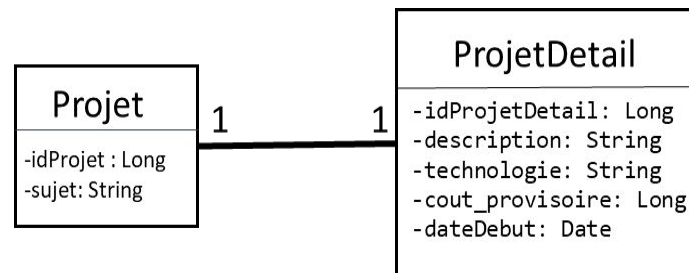 Projet
-idProjet : Long
-sujet: String
1
1
ProjetDetail
-idProjetDetail: Long
-description: String
-technologie: String
-cout_provisoire: Long
-dateDebut: Date